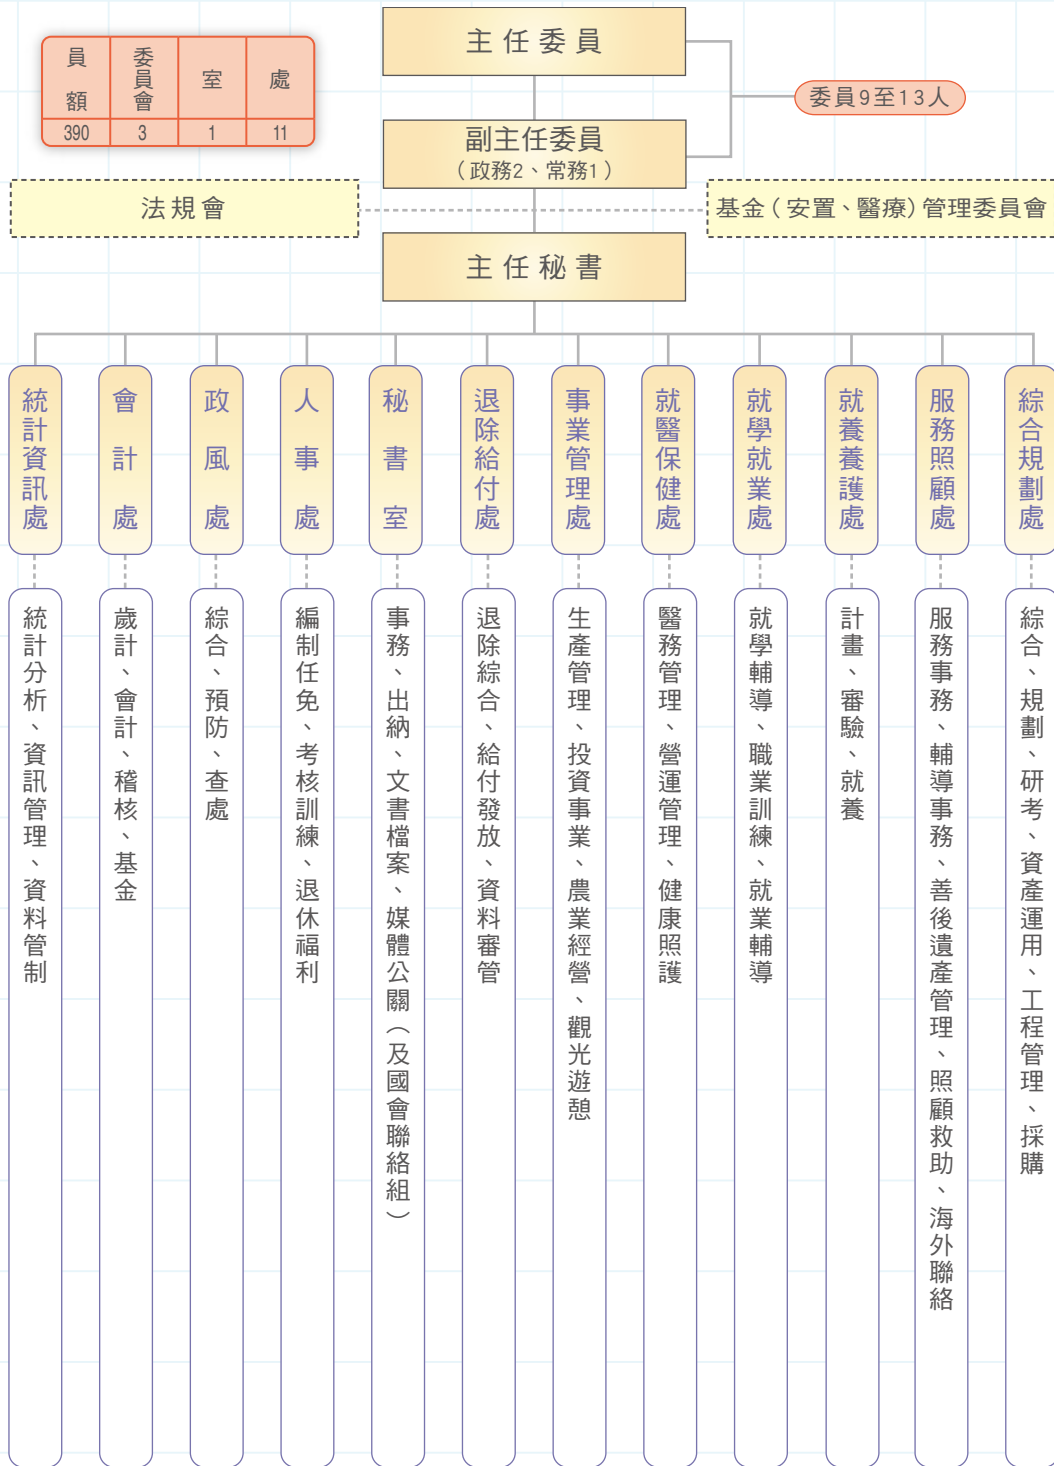 員額
委員會
室
處
390
3
1
11
主任委員
委員9至13人
副主任委員
（政務2、常務1）
法規會
基金（安置、醫療）管理委員會
主任秘書
綜合規劃處
服務照顧處
就養養護處
就學就業處
就醫保健處
事業管理處
退除給付處
秘書室
人事處
政風處
會計處
統計資訊處
綜合、規劃、研考、資產運用、工程管理、採購
服務事務、輔導事務、善後遺產管理、照顧救助、海外聯絡
計畫、審驗、就養
就學輔導、職業訓練、就業輔導
醫務管理、營運管理、健康照護
生產管理、投資事業、農業經營、觀光遊憩
退除綜合、給付發放、資料審管
事務、出納、文書檔案、媒體公關（及國會聯絡組）
編制任免、考核訓練、退休福利
綜合、預防、查處
歲計、會計、稽核、基金
統計分析、資訊管理、資料管制